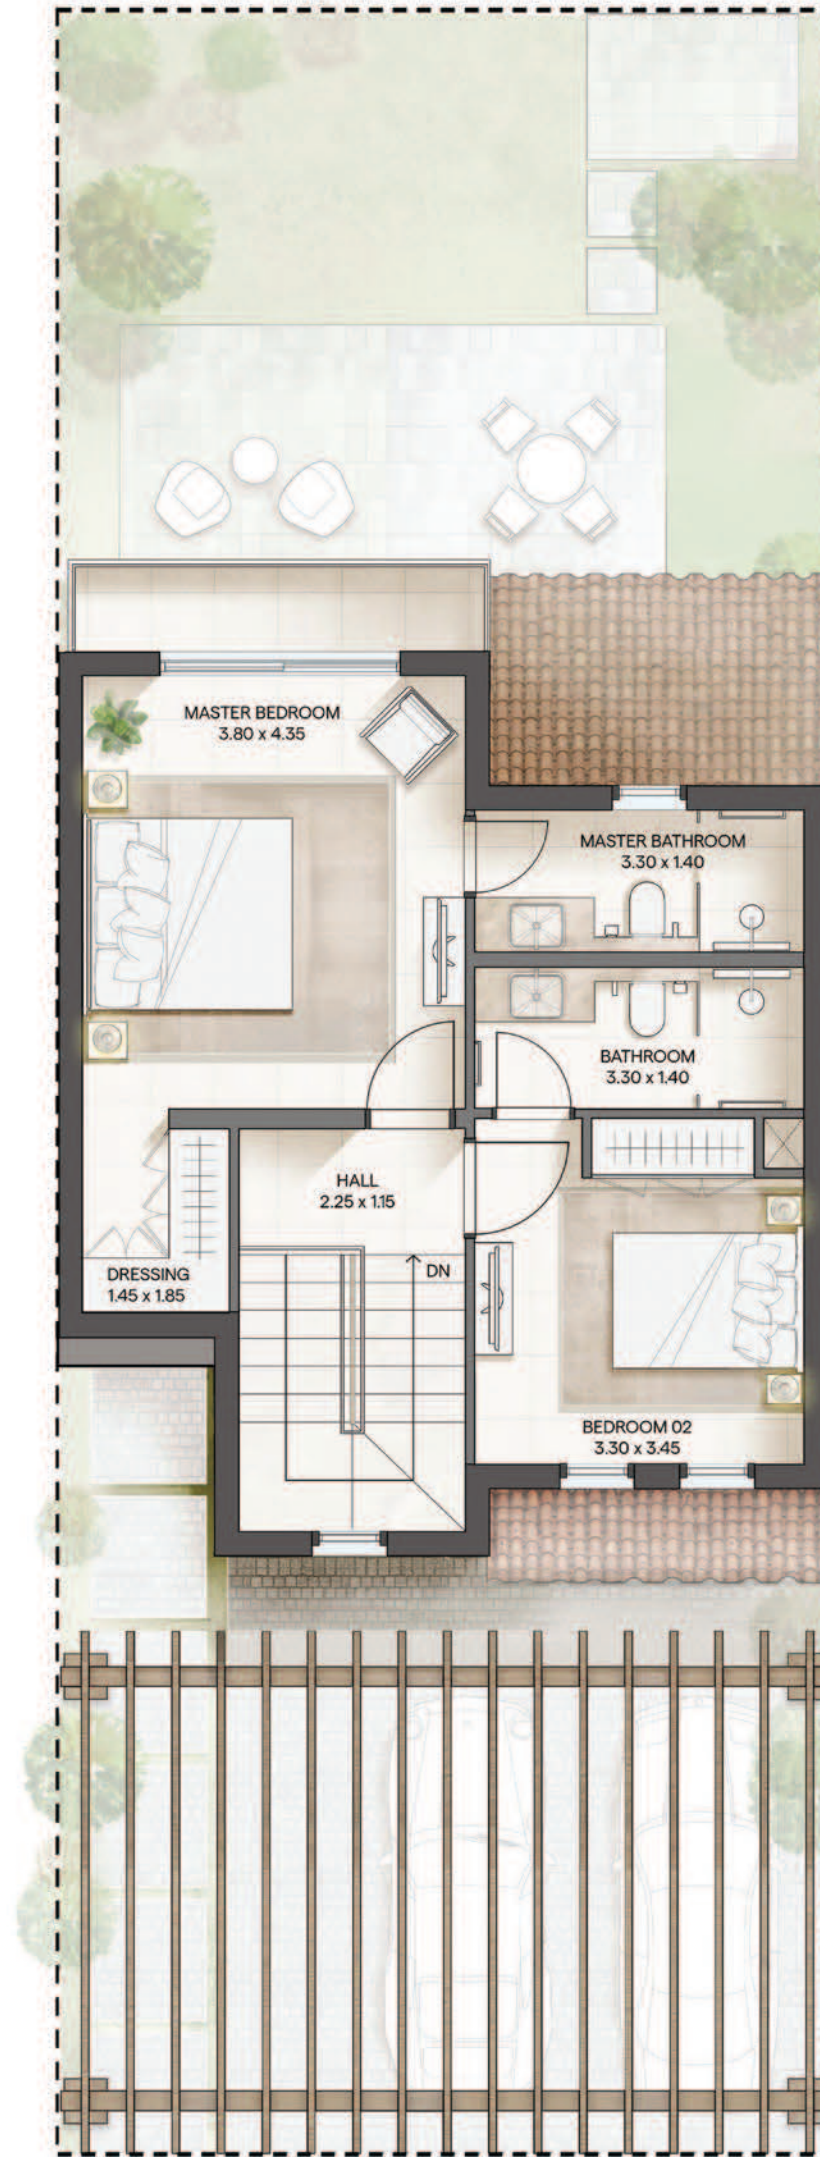 MASTER BEDROOM
3.80 x 4.35
MASTER BATHROOM
3.30 x 1.40
BATHROOM
3.30 x 1.40
HALL
2.25 x 1.15
DN
DRESSING
1.45 x 1.85
BEDROOM 02
3.30 x 3.45